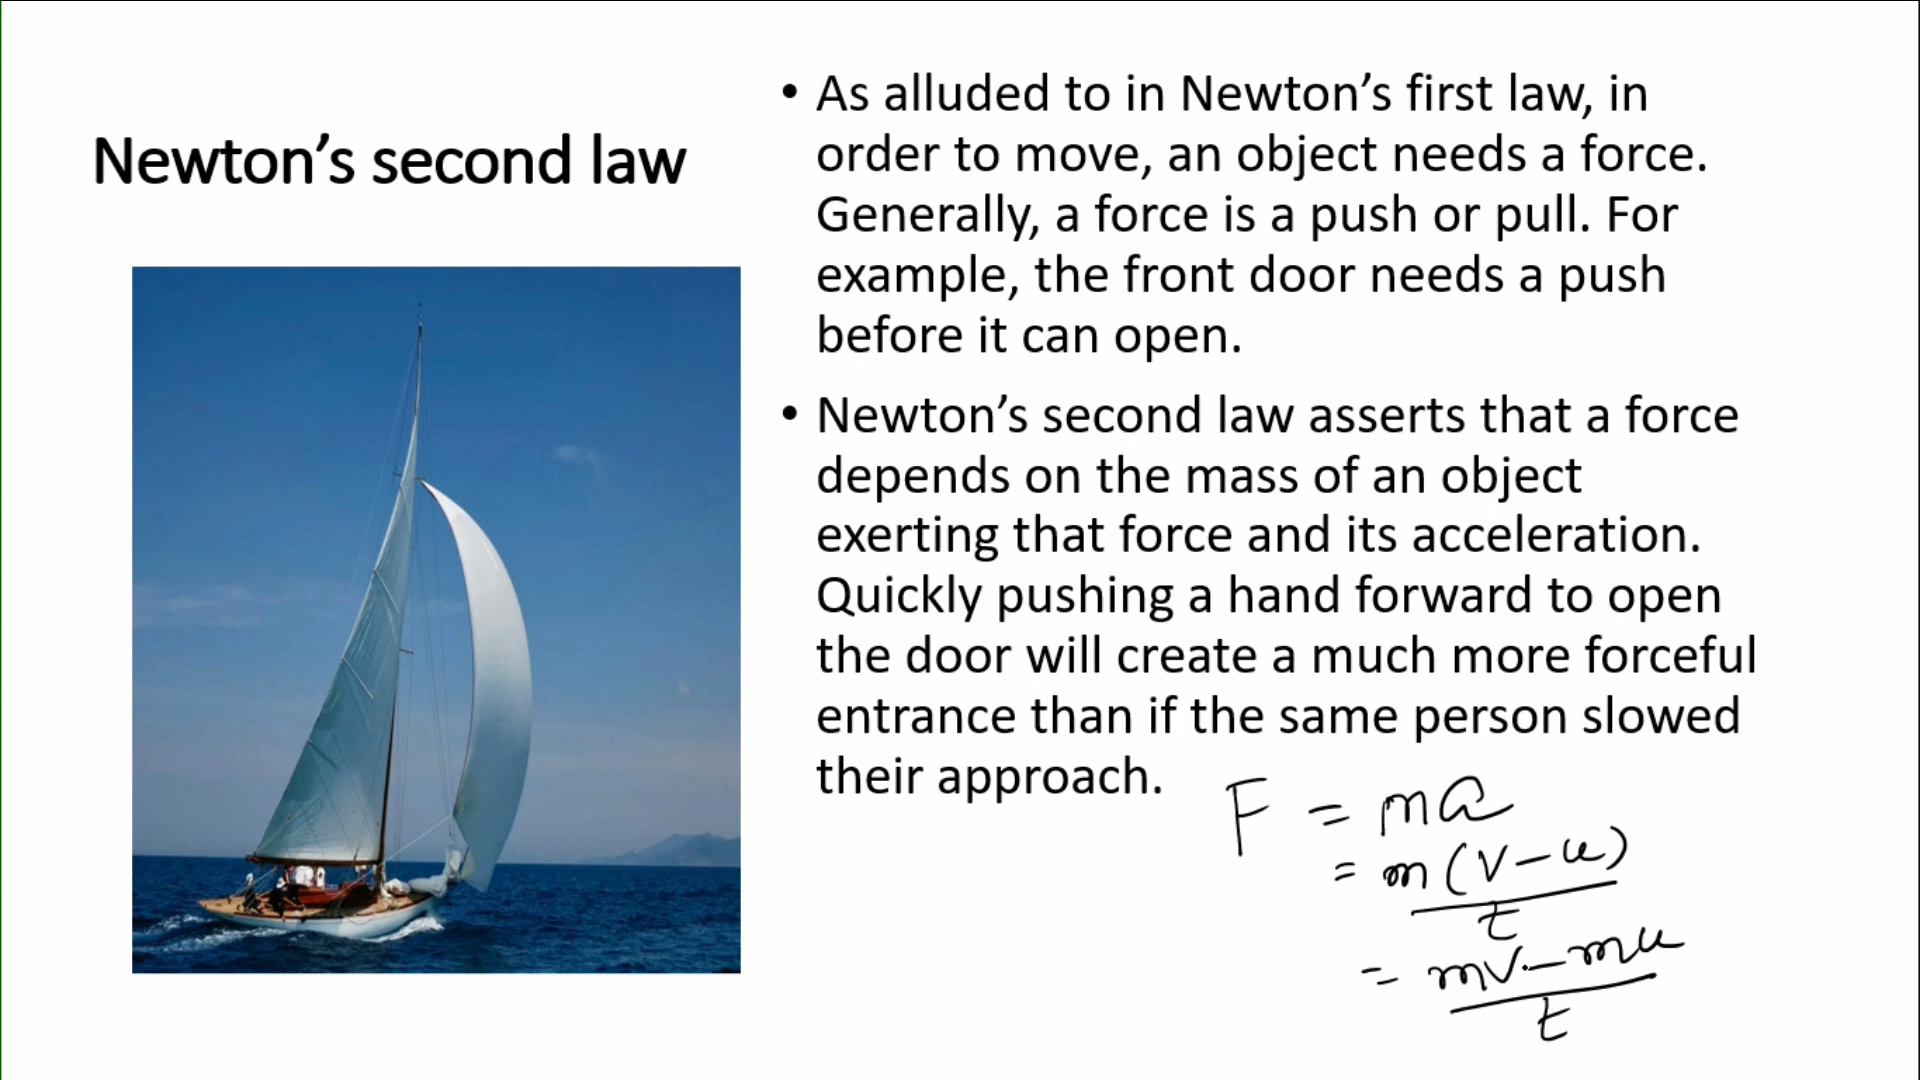 Newton’s second law
• As alluded to in Newton’s first law, in
order to move, an object needs a force.
Generally, a force is a push or pull. For
example, the front door needs a push
before it can open.
• Newton’s second law asserts that a force
depends on the mass of an object
exerting that force and its acceleration.
Quickly pushing a hand forward to open
the door will create a much more forceful
entrance than if the same person slowed
their approach.
F = ma
= m(v-u)
t
= mv-mu
t